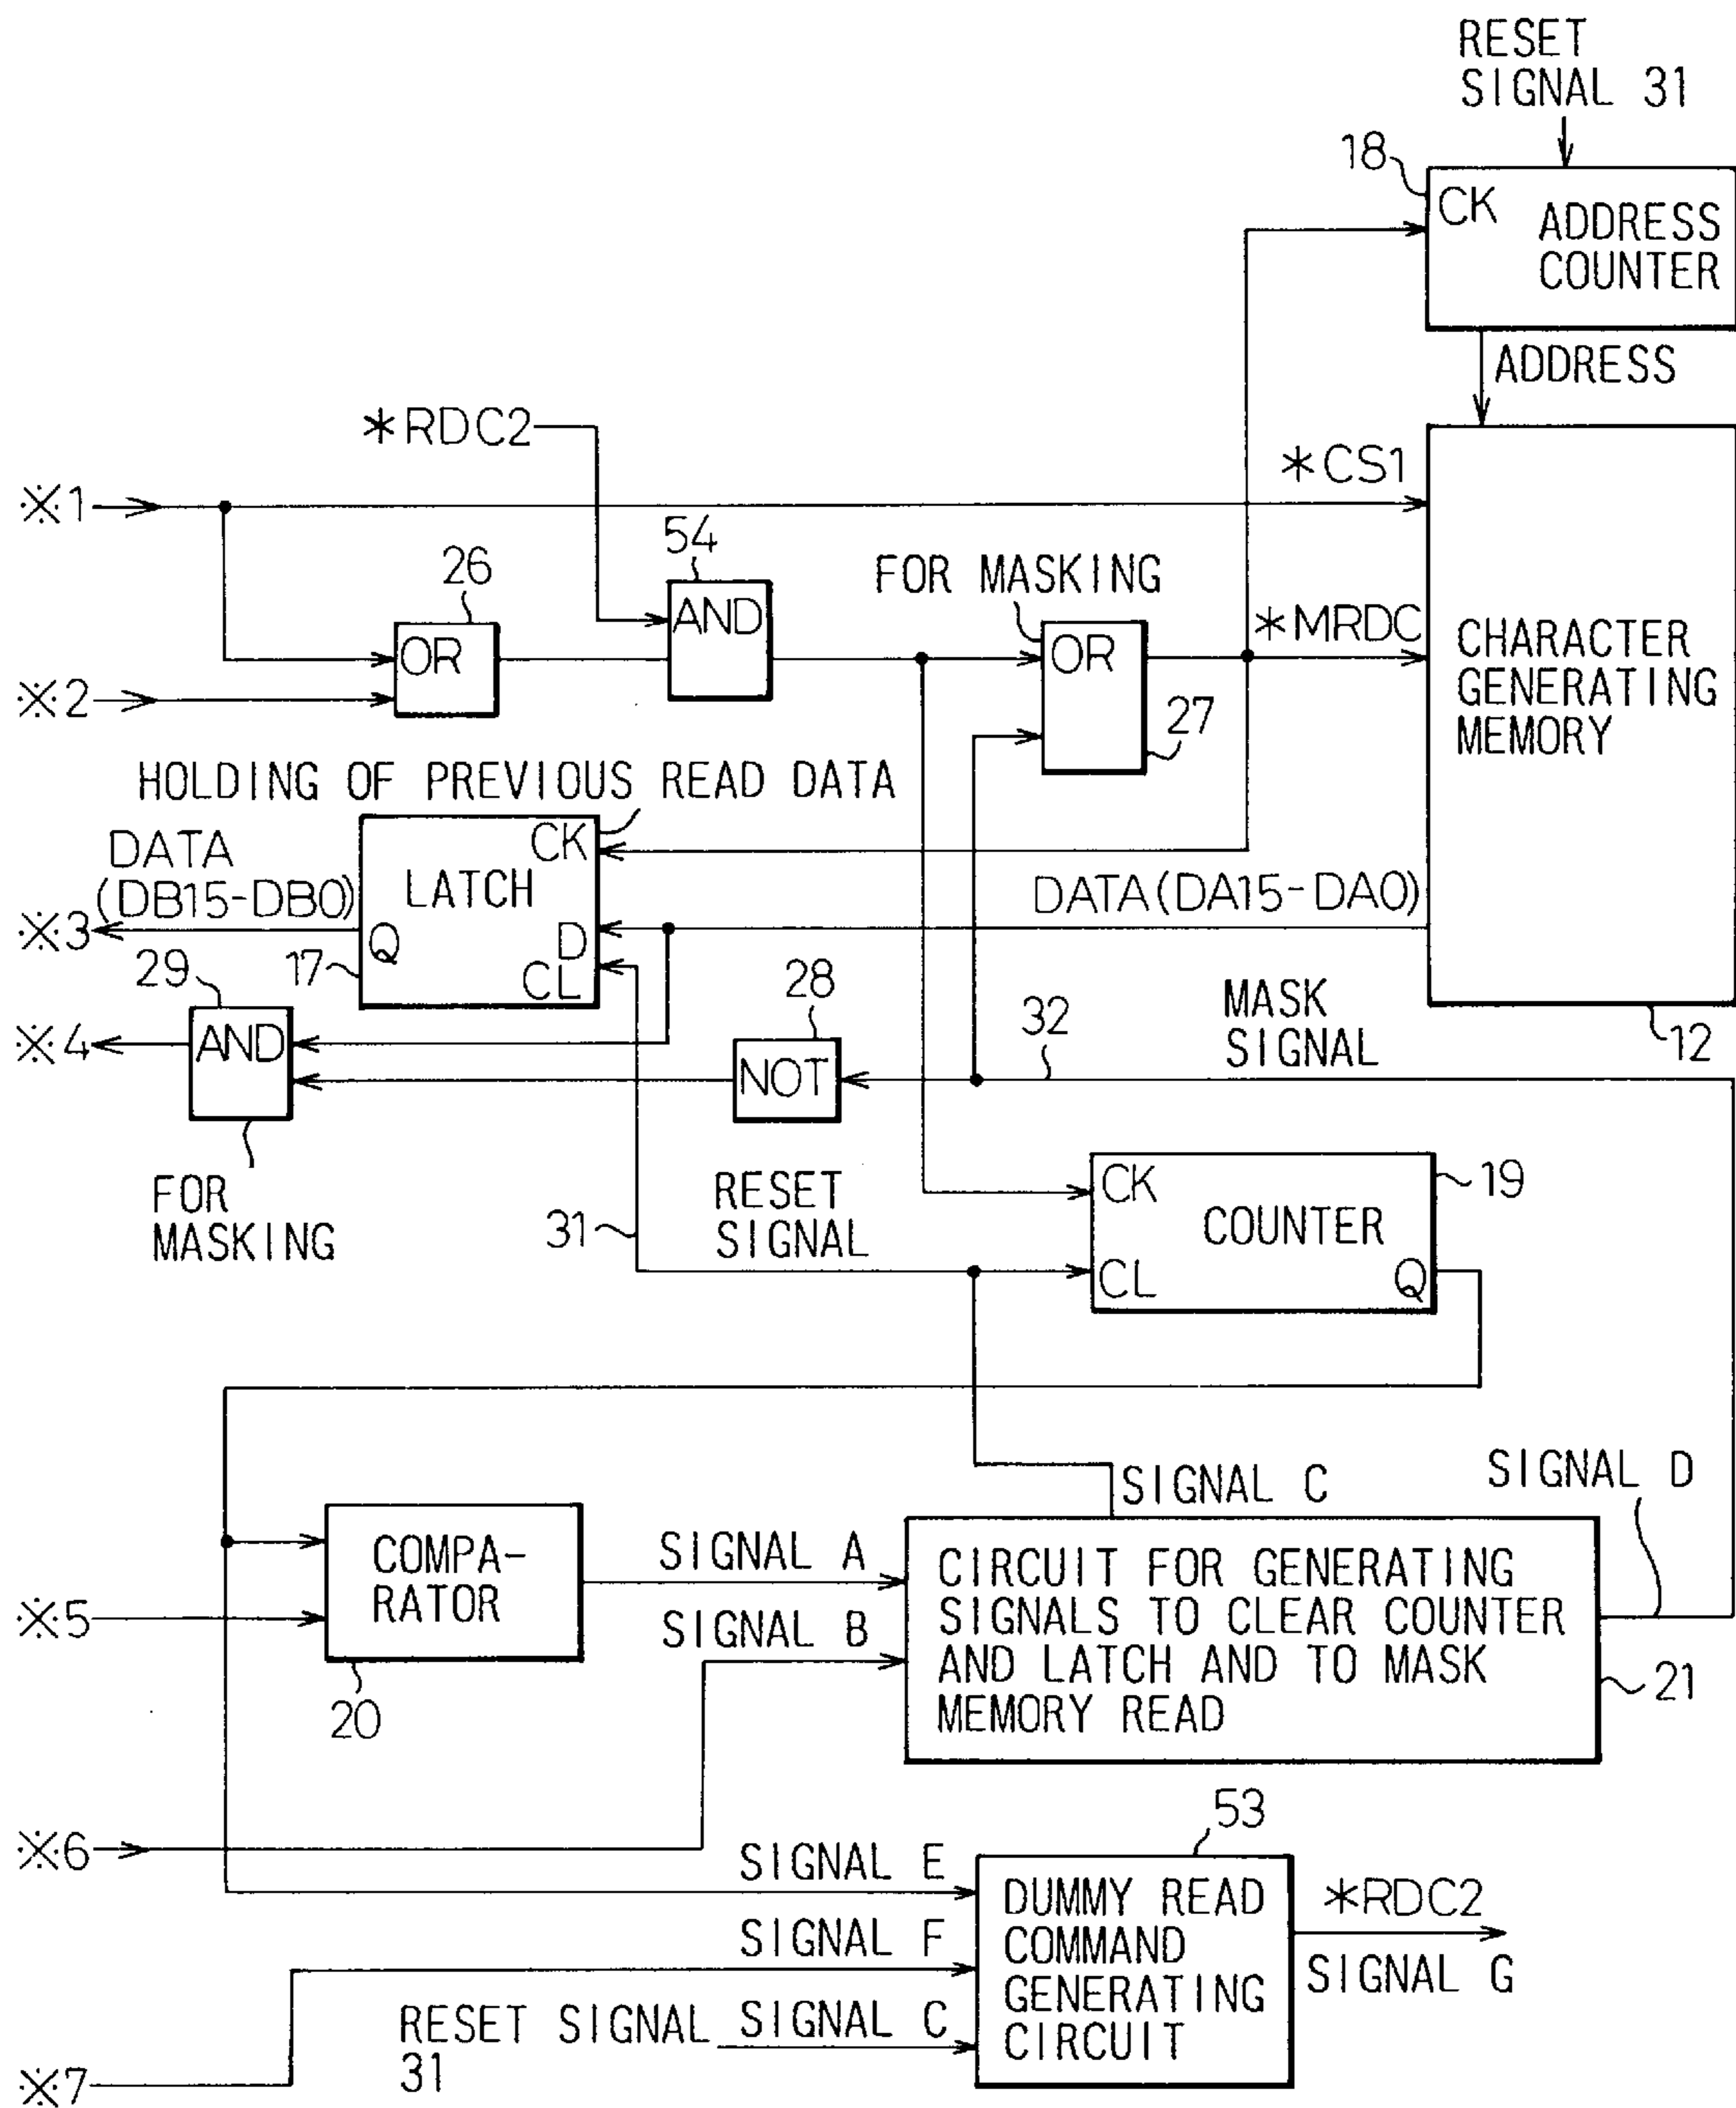 RESET
SIGNAL 31
18
CK
ADDRESS
COUNTER
ADDRESS
*RDC2
*CS1
※1
54
26
FOR MASKING
AND
*MRDC
OR
OR
CHARACTER
GENERATING
MEMORY
※2
27
HOLDING OF PREVIOUS READ DATA
CK
DATA
(DB15-DB0)
LATCH
DATA(DA15-DA0)
※3
Q
D
CL
17
29
28
MASK
SIGNAL
32
12
※4
AND
NOT
FOR
MASKING
RESET
SIGNAL
31
CK
19
COUNTER
CL
Q
SIGNAL C
SIGNAL D
COMPA-
RATOR
SIGNAL A
※5
SIGNAL B
20
CIRCUIT FOR GENERATING
SIGNALS TO CLEAR COUNTER
AND LATCH AND TO MASK
MEMORY READ
21
53
※6
SIGNAL E
DUMMY READ
COMMAND
GENERATING
CIRCUIT
*RDC2
SIGNAL F
SIGNAL G
RESET SIGNAL
31
SIGNAL C
※7